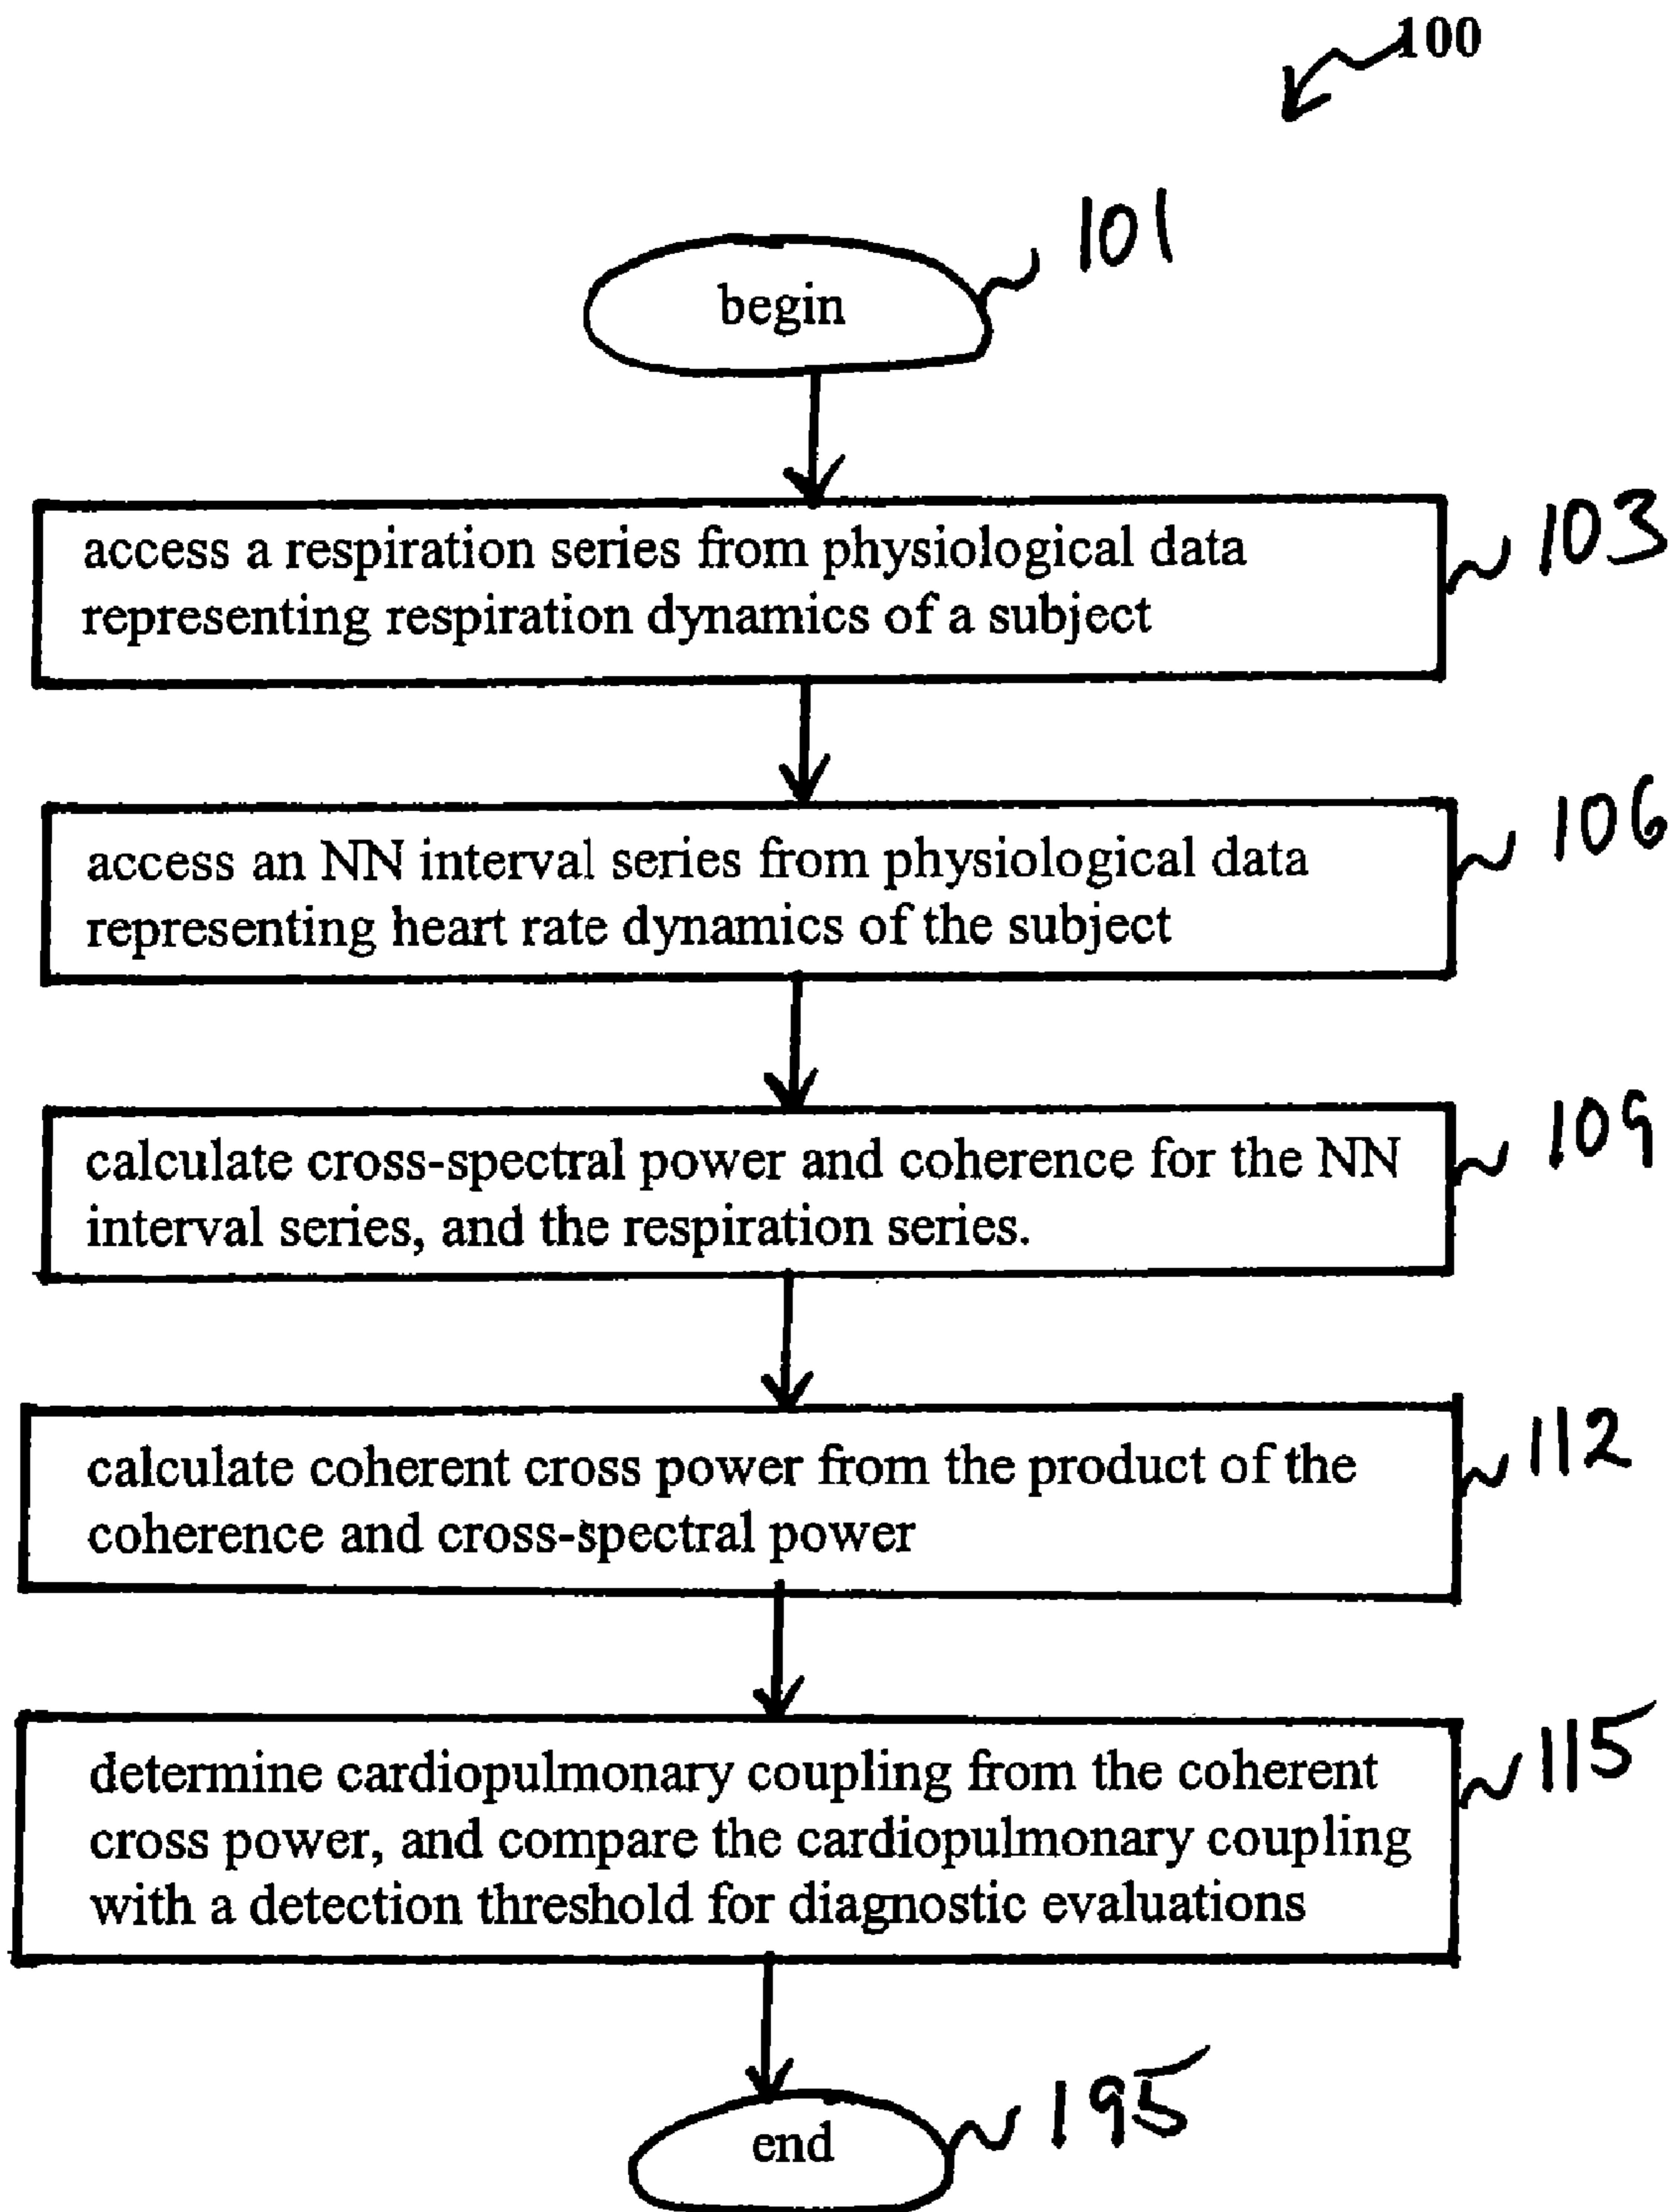 100
begin
101
access a respiration series from physiological data
representing respiration dynamics of a subject
103
access an NN interval series from physiological data
representing heart rate dynamics of the subject
106
calculate cross-spectral power and coherence for the NN
interval series, and the respiration series.
109
calculate coherent cross power from the product of the
coherence and cross-spectral power
112
determine cardiopulmonary coupling from the coherent
cross power, and compare the cardiopulmonary coupling
with a detection threshold for diagnostic evaluations
115
end
195